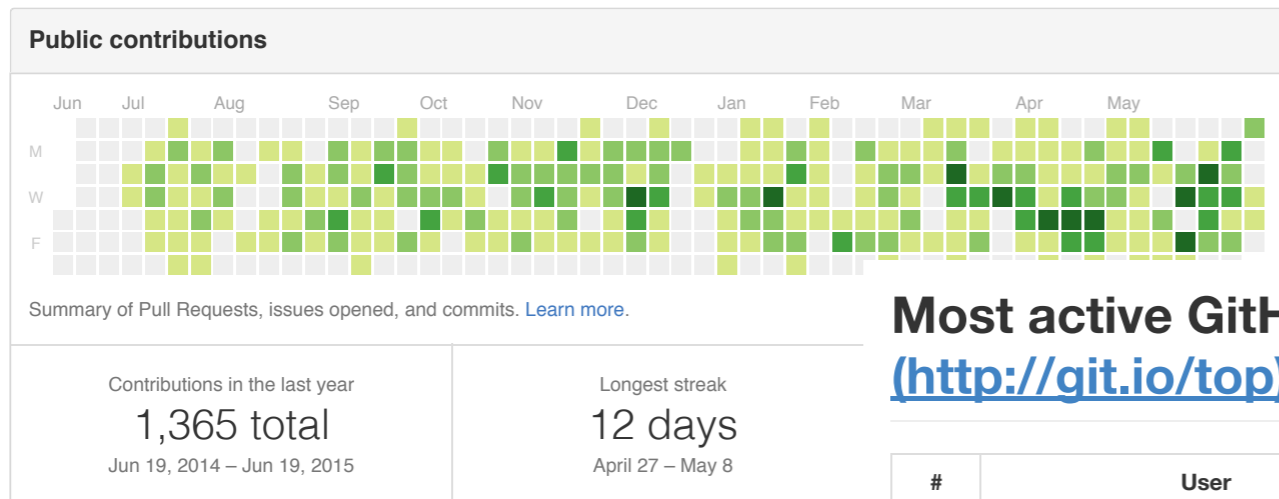 Public contributions
Jun Jul Aug Sep Oct Nov Dec Jan Feb Mar Apr May
M
W
F
Summary of Pull Requests, issues opened, and commits. Learn more.
Contributions in the last year
1,365 total
Jun 19, 2014 – Jun 19, 2015
Longest streak
12 days
April 27 – May 8
Most active GitH
(http://git.io/top)
# User